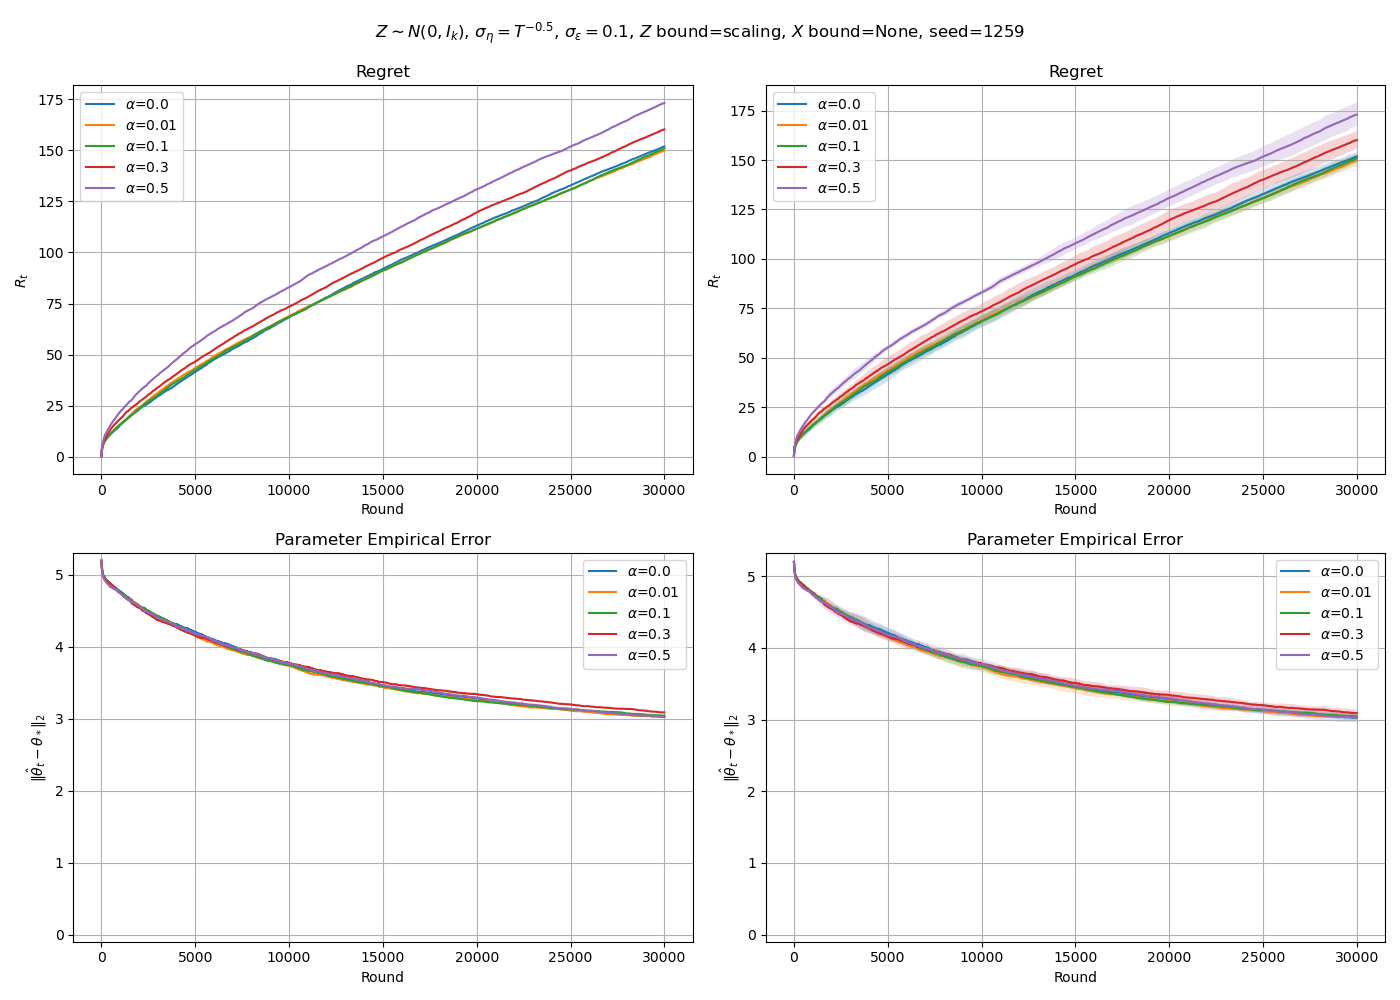 Z ∼ N(0, I_k), σ_η = T^{−0.5}, σ_ε = 0.1, Z bound=scaling, X bound=None, seed=1259
Regret
R_t
175
150
125
100
75
50
25
0
α=0.0
α=0.01
α=0.1
α=0.3
α=0.5
0 5000 10000 15000 20000 25000 30000
Round
Regret
R_t
175
150
125
100
75
50
25
0
α=0.0
α=0.01
α=0.1
α=0.3
α=0.5
0 5000 10000 15000 20000 25000 30000
Round
Parameter Empirical Error
‖θ̂_t − θ_*‖_2
5
4
3
2
1
0
α=0.0
α=0.01
α=0.1
α=0.3
α=0.5
0 5000 10000 15000 20000 25000 30000
Round
Parameter Empirical Error
‖θ̂_t − θ_*‖_2
5
4
3
2
1
0
α=0.0
α=0.01
α=0.1
α=0.3
α=0.5
0 5000 10000 15000 20000 25000 30000
Round